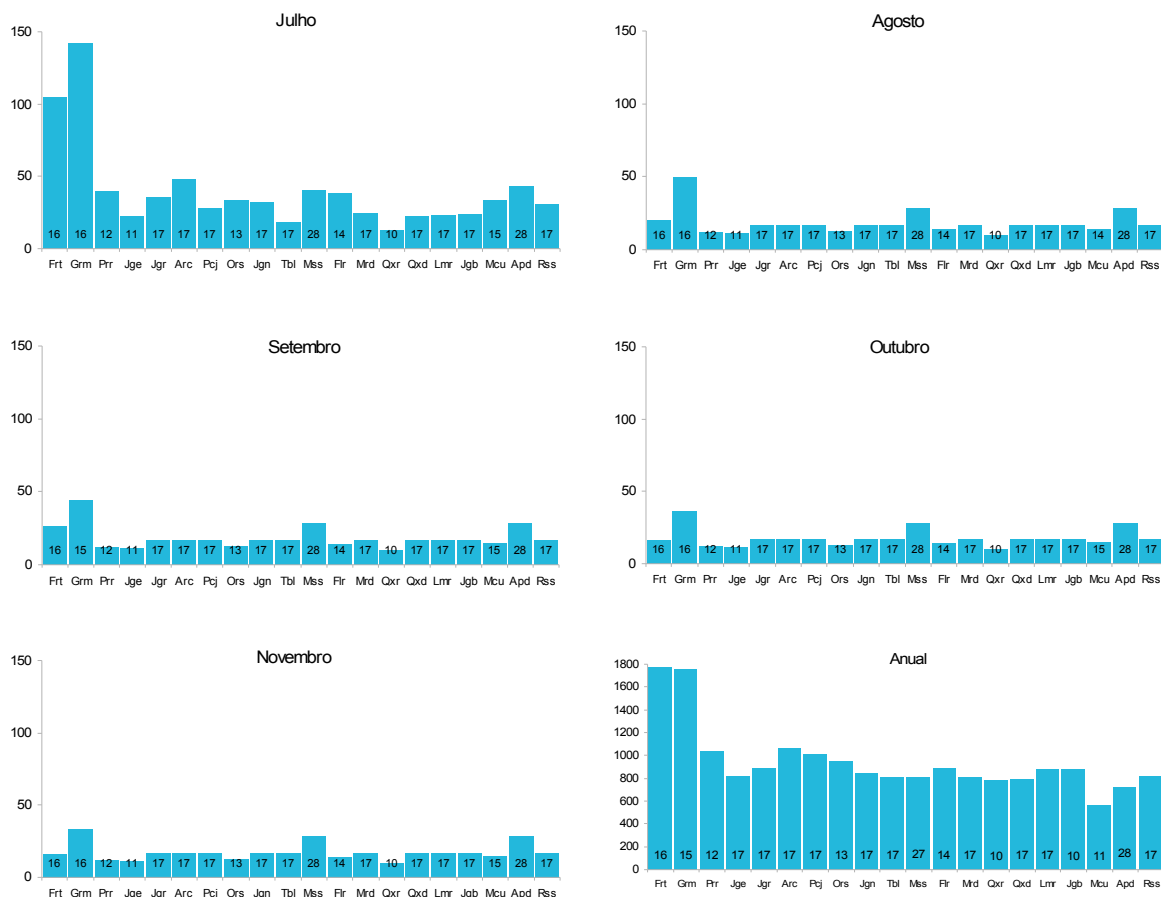 Julho
150
100
50
0
16 16 12 11 17 17 17 13 17 17 28 14 17 10 17 17 17 15 28 17
Frt Grm Prr Jge Jgr Arc Pcj Ors Jgn Tbl Mss Flr Mrd Qxr Qxd Lmr Jgb Mcu Apd Rss
Agosto
150
100
50
0
16 16 12 11 17 17 17 13 17 17 28 14 17 10 17 17 17 14 28 17
Frt Grm Prr Jge Jgr Arc Pcj Ors Jgn Tbl Mss Flr Mrd Qxr Qxd Lmr Jgb Mcu Apd Rss
Setembro
150
100
50
0
16 15 12 11 17 17 17 13 17 17 28 14 17 10 17 17 17 15 28 17
Frt Grm Prr Jge Jgr Arc Pcj Ors Jgn Tbl Mss Flr Mrd Qxr Qxd Lmr Jgb Mcu Apd Rss
Outubro
150
100
50
0
16 16 12 11 17 17 17 13 17 17 28 14 17 10 17 17 17 15 28 17
Frt Grm Prr Jge Jgr Arc Pcj Ors Jgn Tbl Mss Flr Mrd Qxr Qxd Lmr Jgb Mcu Apd Rss
Novembro
150
100
50
0
16 16 12 11 17 17 17 13 17 17 28 14 17 10 17 17 17 15 28 17
Frt Grm Prr Jge Jgr Arc Pcj Ors Jgn Tbl Mss Flr Mrd Qxr Qxd Lmr Jgb Mcu Apd Rss
Anual
1800
1600
1400
1200
1000
800
600
400
200
0
16 15 12 17 17 17 17 13 17 17 27 14 17 10 17 17 10 11 28 17
Frt Grm Prr Jge Jgr Arc Pcj Ors Jgn Tbl Mss Flr Mrd Qxr Qxd Lmr Jgb Mcu Apd Rss